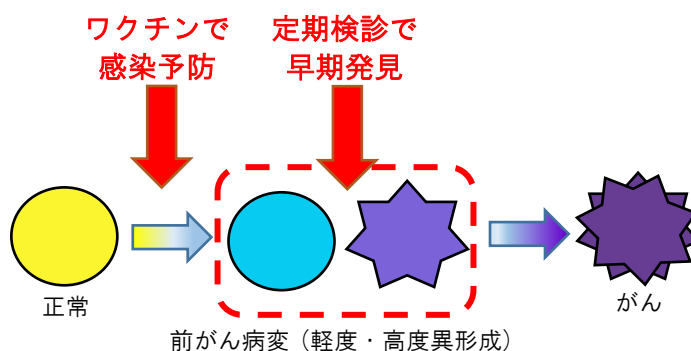 ワクチンで
感染予防
定期検診で
早期発見
正常
がん
前がん病変（軽度・高度異形成）